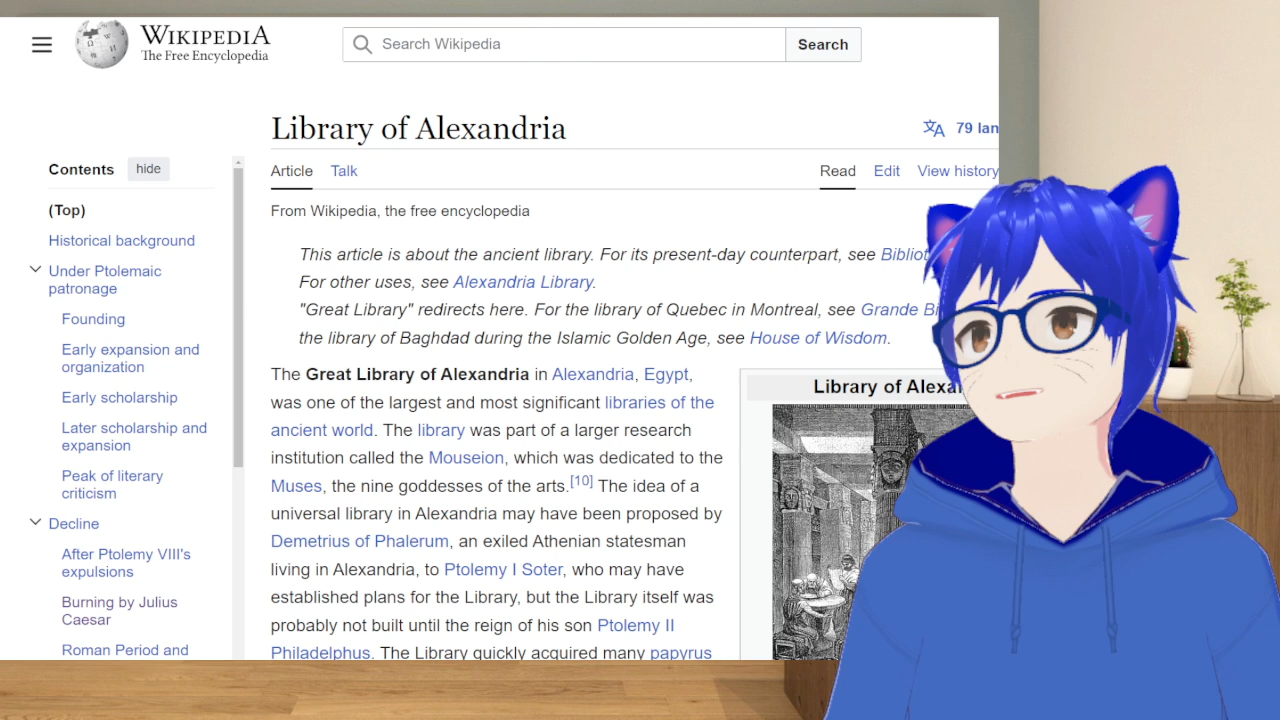 WIKIPEDIA
The Free Encyclopedia
Search Wikipedia
Search
Library of Alexandria
79 lan
Contents
hide
Article
Talk
Read
Edit
View history
(Top)
From Wikipedia, the free encyclopedia
Historical background
Under Ptolemaic
patronage
Founding
Early expansion and
organization
Early scholarship
Later scholarship and
expansion
Peak of literary
criticism
Decline
After Ptolemy VIII's
expulsions
Burning by Julius
Caesar
Roman Period and
This article is about the ancient library. For its present-day counterpart, see Bibliot
For other uses, see Alexandria Library.
"Great Library" redirects here. For the library of Quebec in Montreal, see Grande Bi
the library of Baghdad during the Islamic Golden Age, see House of Wisdom.
The Great Library of Alexandria in Alexandria, Egypt,
was one of the largest and most significant libraries of the
ancient world. The library was part of a larger research
institution called the Mouseion, which was dedicated to the
Muses, the nine goddesses of the arts.[10] The idea of a
universal library in Alexandria may have been proposed by
Demetrius of Phalerum, an exiled Athenian statesman
living in Alexandria, to Ptolemy I Soter, who may have
established plans for the Library, but the Library itself was
probably not built until the reign of his son Ptolemy II
Philadelphus. The Library quickly acquired many papyrus
Library of Alexa